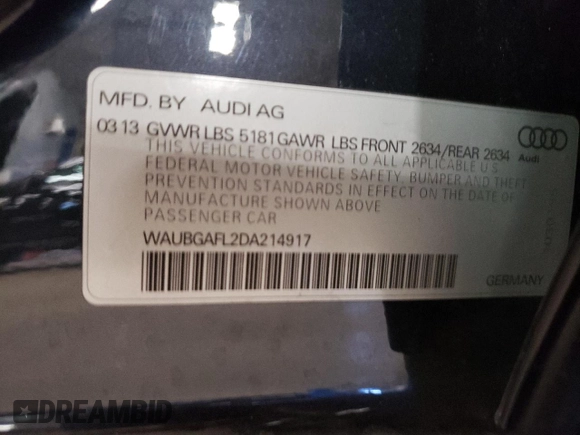 MFD. BY AUDI AG
03 13 GVWR LBS 5181 GAWR LBS FRONT 2634/REAR 2634
Audi
THIS VEHICLE CONFORMS TO ALL APPLICABLE U S
FEDERAL MOTOR VEHICLE SAFETY, BUMPER AND THEFT
PREVENTION STANDARDS IN EFFECT ON THE DATE OF
MANUFACTURE SHOWN ABOVE
PASSENGER CAR
WAUBGAFL2DA214917
GERMANY
DREAMBID